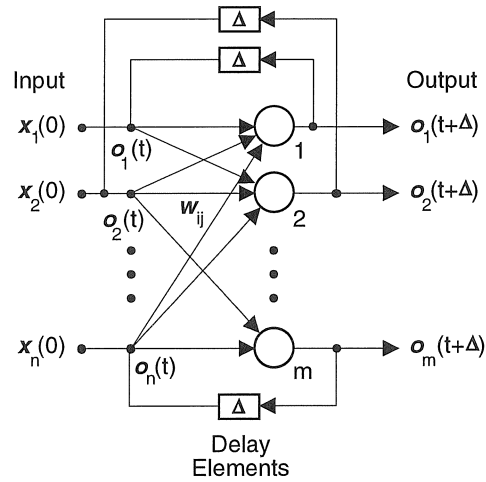 Δ
Δ
Input
Output
x₁(0)
o₁(t)
1
o₁(t+Δ)
x₂(0)
o₂(t)
wᵢⱼ
2
o₂(t+Δ)
xₙ(0)
oₙ(t)
m
oₘ(t+Δ)
Δ
Delay
Elements